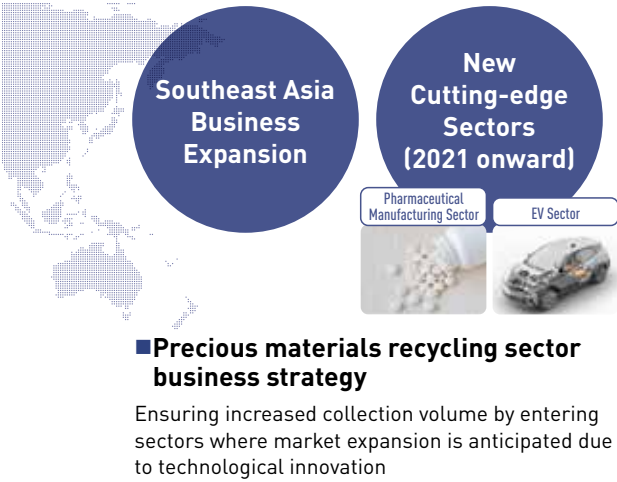 Southeast Asia
Business
Expansion
New
Cutting-edge
Sectors
(2021 onward)
Pharmaceutical
Manufacturing Sector
EV Sector
■Precious materials recycling sector
business strategy
Ensuring increased collection volume by entering
sectors where market expansion is anticipated due
to technological innovation